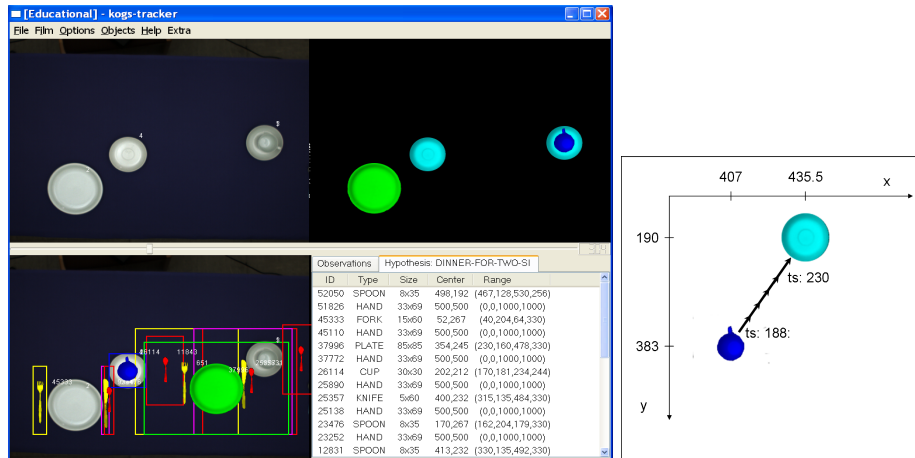 [Educational] - kogs-tracker
File Film Options Objects Help Extra
4
45333
26114
11843
651
Observations Hypothesis: DINNER-FOR-TWO-SI
ID Type Size Center Range
52050 SPOON 8x35 498,192 (467,128,530,256)
51826 HAND 33x69 500,500 (0,0,1000,1000)
45333 FORK 15x60 52,267 (40,204,64,330)
45110 HAND 33x69 500,500 (0,0,1000,1000)
37996 PLATE 85x85 354,245 (230,160,478,330)
37772 HAND 33x69 500,500 (0,0,1000,1000)
26114 CUP 30x30 202,212 (170,181,234,244)
25890 HAND 33x69 500,500 (0,0,1000,1000)
25357 KNIFE 5x60 400,232 (315,135,484,330)
25138 HAND 33x69 500,500 (0,0,1000,1000)
23476 SPOON 8x35 170,267 (162,204,179,330)
23252 HAND 33x69 500,500 (0,0,1000,1000)
12831 SPOON 8x35 413,232 (330,135,492,330)
407 435.5 x
190
ts: 230
ts: 188:
383
y